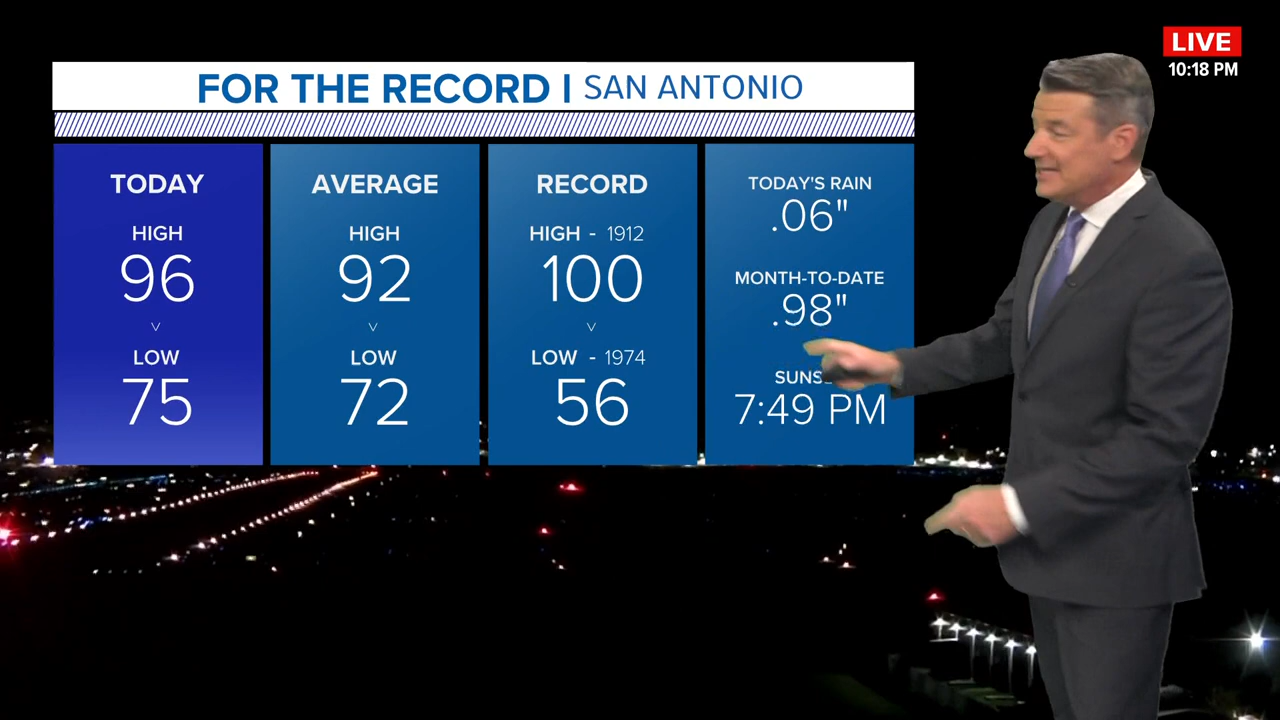 LIVE
10:18 PM
FOR THE RECORD | SAN ANTONIO
TODAY
HIGH
96
LOW
75
AVERAGE
HIGH
92
LOW
72
RECORD
HIGH - 1912
100
LOW - 1974
56
TODAY'S RAIN
.06"
MONTH-TO-DATE
.98"
7:49 PM